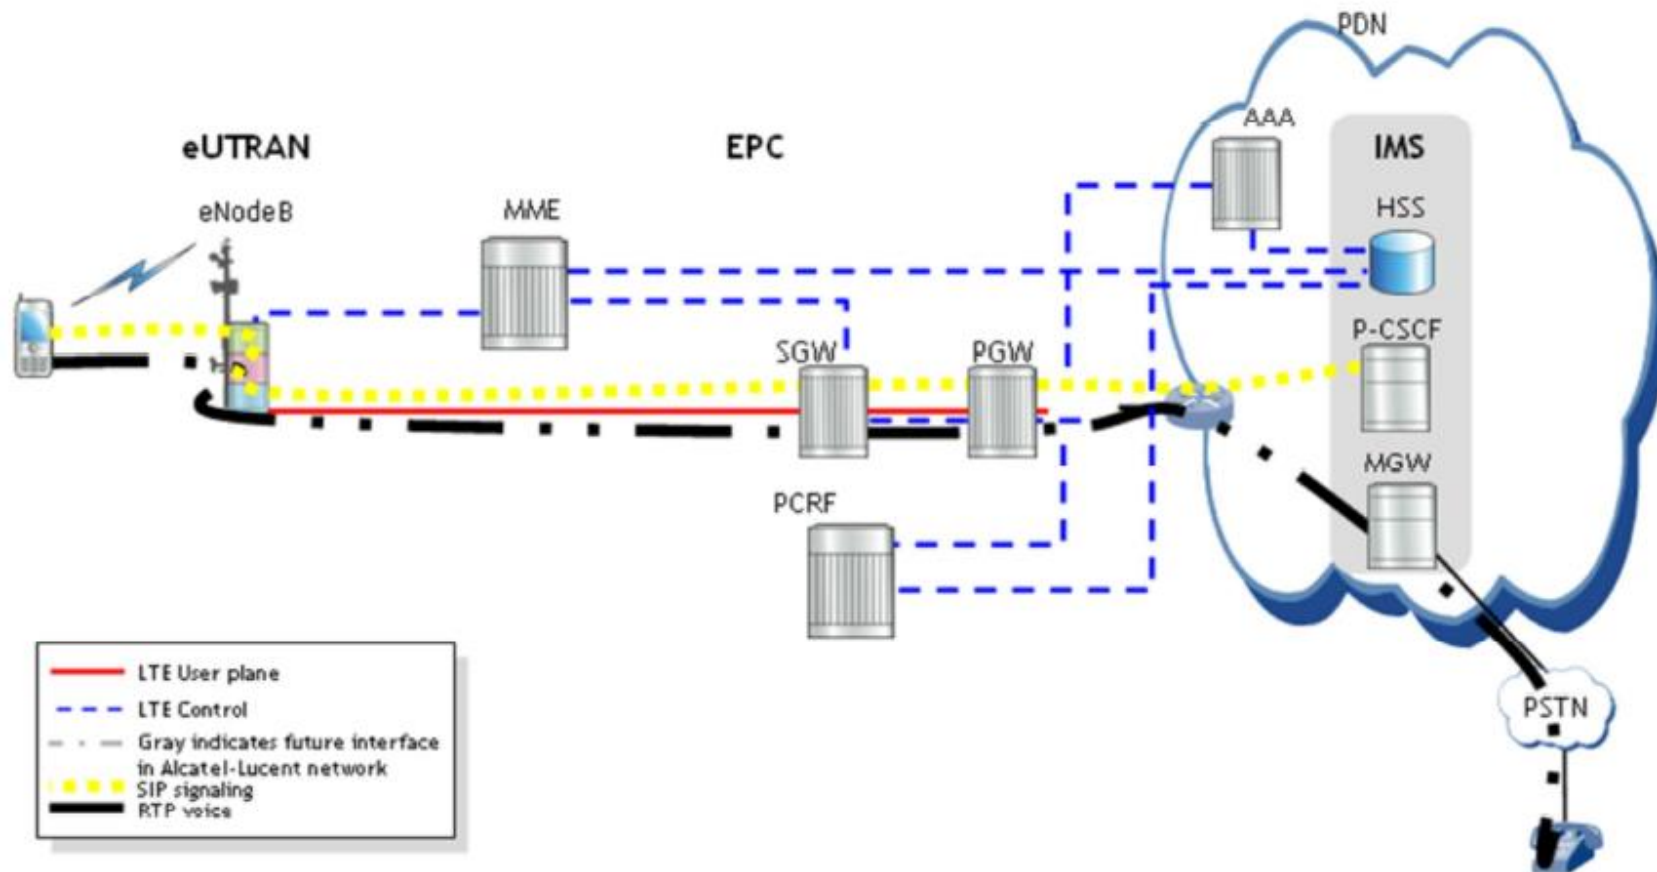 PDN
AAA
eUTRAN
EPC
IMS
eNodeB
MME
HSS
P-CSCF
SGW
PGW
MGW
PCRF
LTE User plane
LTE Control
Gray indicates future interface
in Alcatel-Lucent network
SIP signaling
RTP voice
PSTN